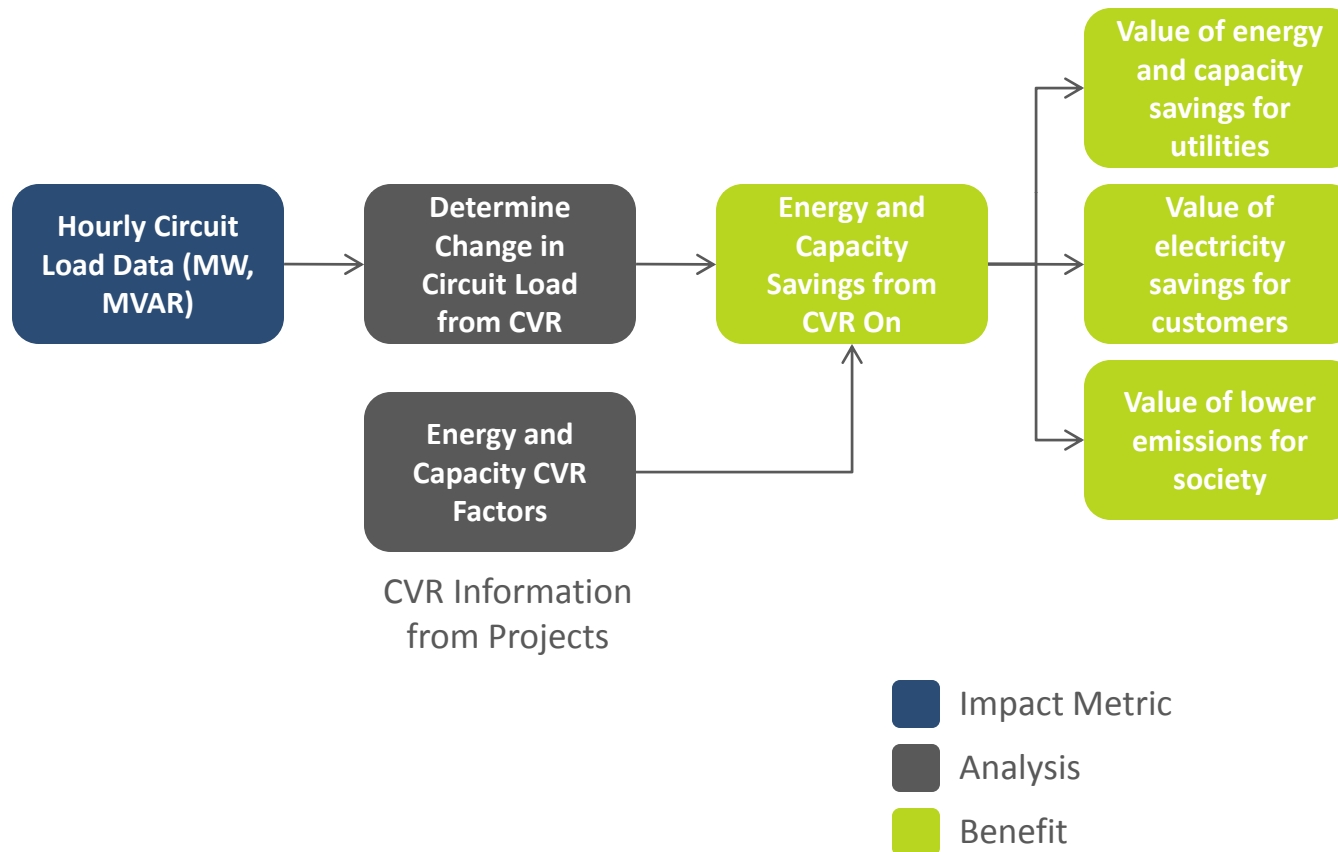 Value of energy
and capacity
savings for
utilities
Hourly Circuit
Load Data (MW,
MVAR)
Determine
Change in
Circuit Load
from CVR
Energy and
Capacity
Savings from
CVR On
Value of
electricity
savings for
customers
Energy and
Capacity CVR
Factors
Value of lower
emissions for
society
CVR Information
from Projects
Impact Metric
Analysis
Benefit